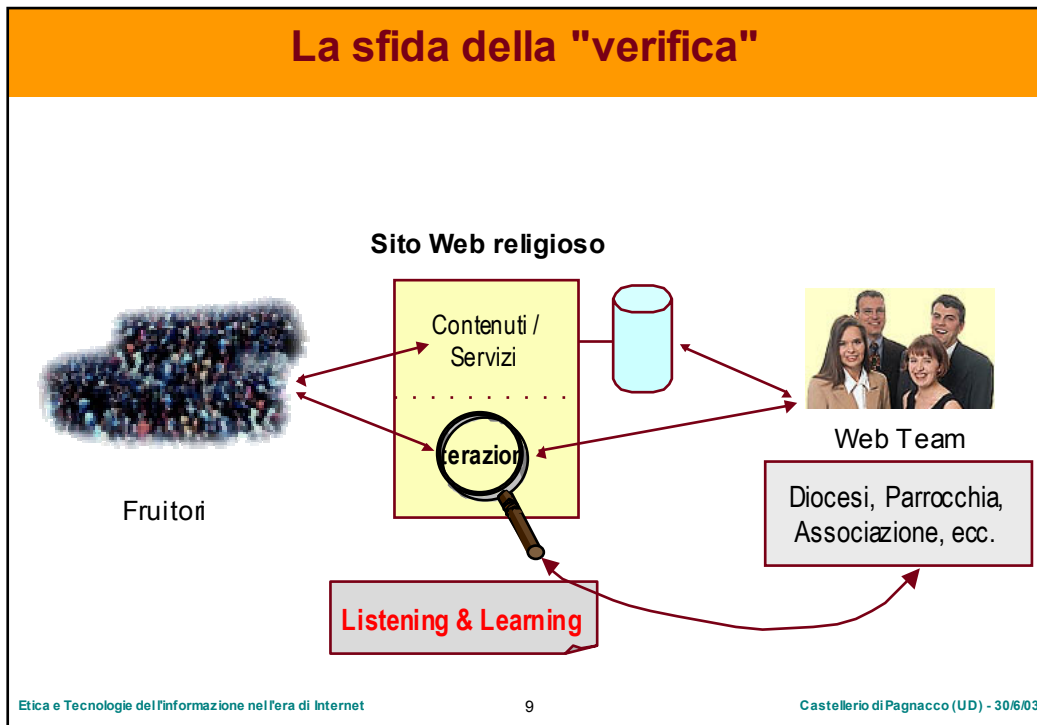 La sfida della "verifica"
Sito Web religioso
Contenuti /
Servizi
terazion
Fruitori
Web Team
Diocesi, Parrocchia,
Associazione, ecc.
Listening & Learning
Etica e Tecnologie dell'informazione nell'era di Internet
9
Castellerio di Pagnacco (UD) - 30/6/03